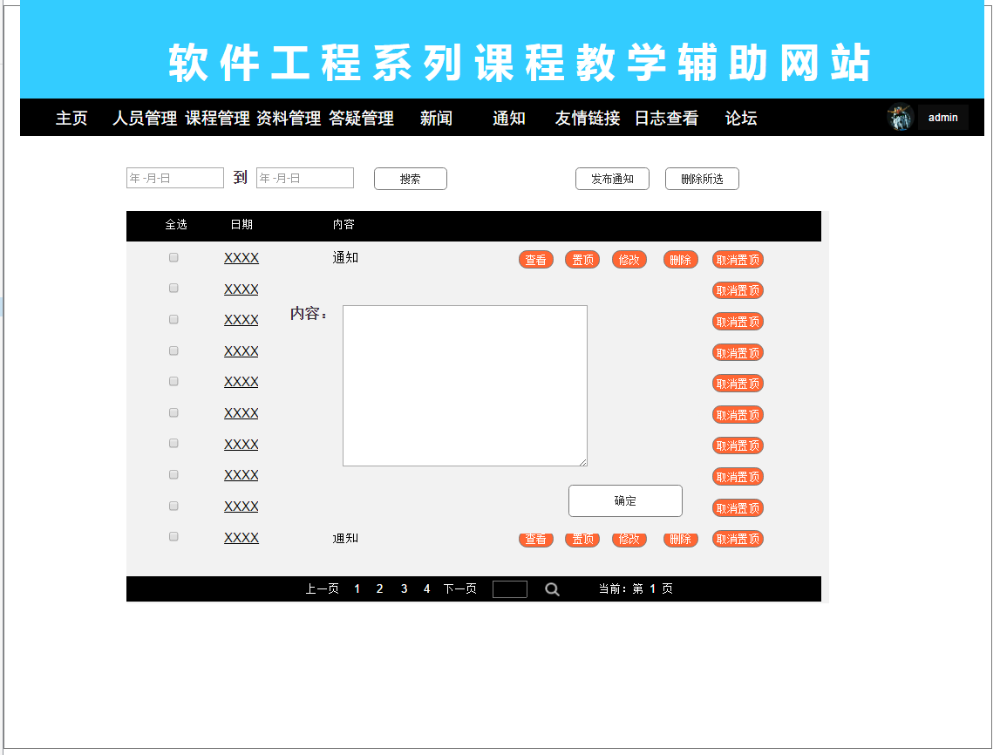 软件工程系列课程教学辅助网站
主页 人员管理 课程管理 资料管理 答疑管理 新闻 通知 友情链接 日志查看 论坛 admin
年 -月-日 到 年 -月-日 搜索 发布通知 删除所选
全选 日期 内容
XXXX 通知 查看 置顶 修改 删除 取消置顶
XXXX 取消置顶
内容：
XXXX 取消置顶
XXXX 取消置顶
XXXX 取消置顶
XXXX 取消置顶
XXXX 取消置顶
XXXX 取消置顶
确定
XXXX 取消置顶
XXXX 通知 查看 置顶 修改 删除 取消置顶
上一页 1 2 3 4 下一页 当前：第 1 页